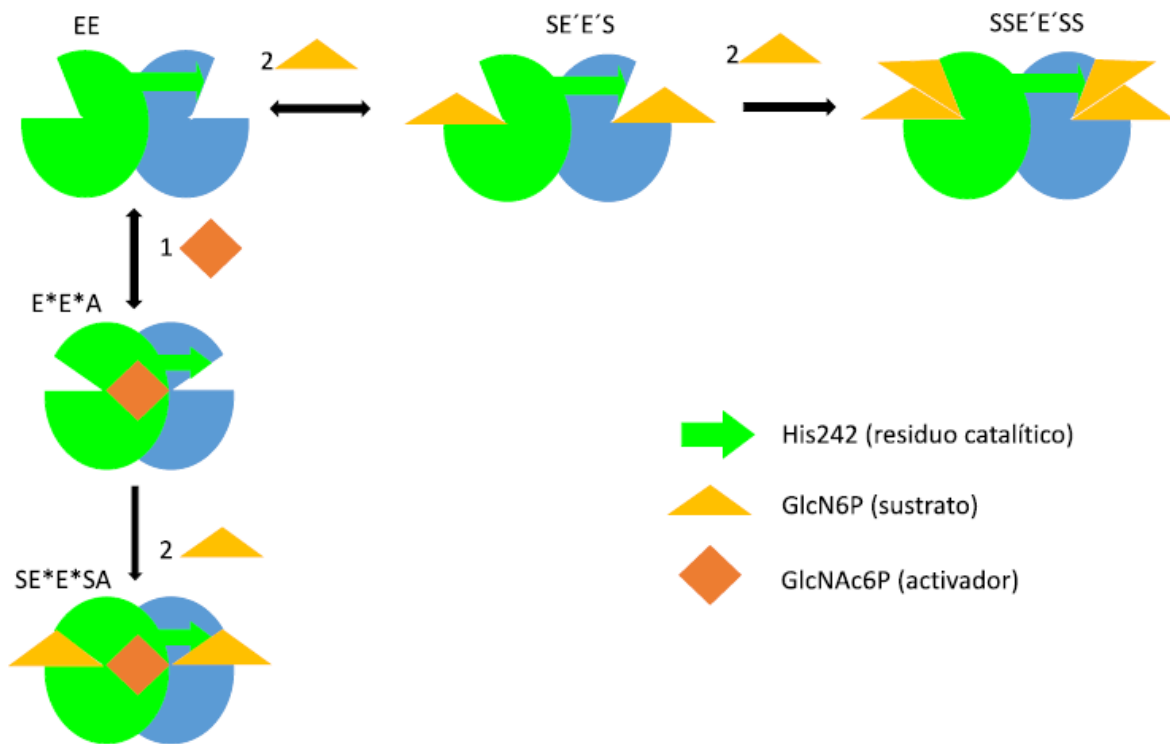 EE
2
SE´E´S
2
SSE´E´SS
1
E*E*A
2
SE*E*SA
His242 (residuo catalítico)
GlcN6P (sustrato)
GlcNAc6P (activador)